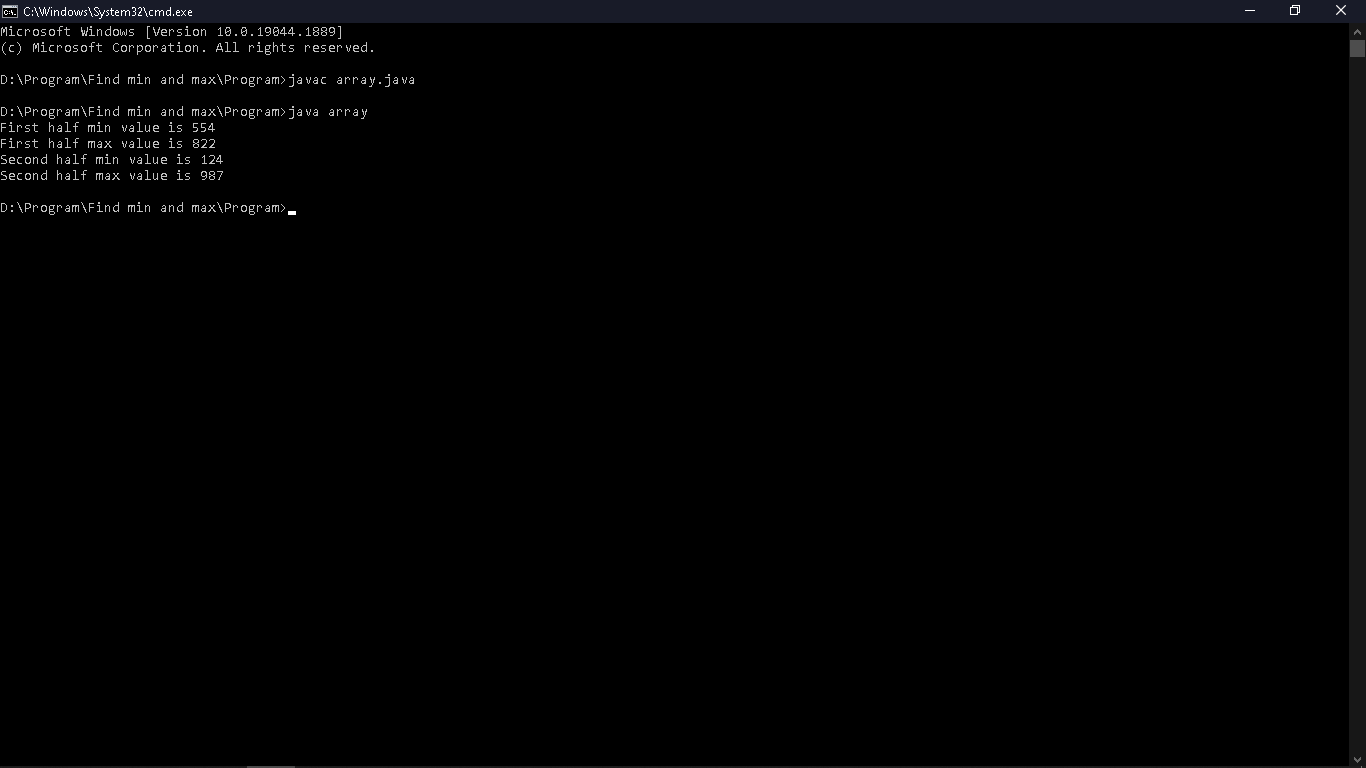 C:\Windows\System32\cmd.exe
Microsoft Windows [Version 10.0.19044.1889]
(c) Microsoft Corporation. All rights reserved.
D:\Program\Find min and max\Program>javac array.java
D:\Program\Find min and max\Program>java array
First half min value is 554
First half max value is 822
Second half min value is 124
Second half max value is 987
D:\Program\Find min and max\Program>